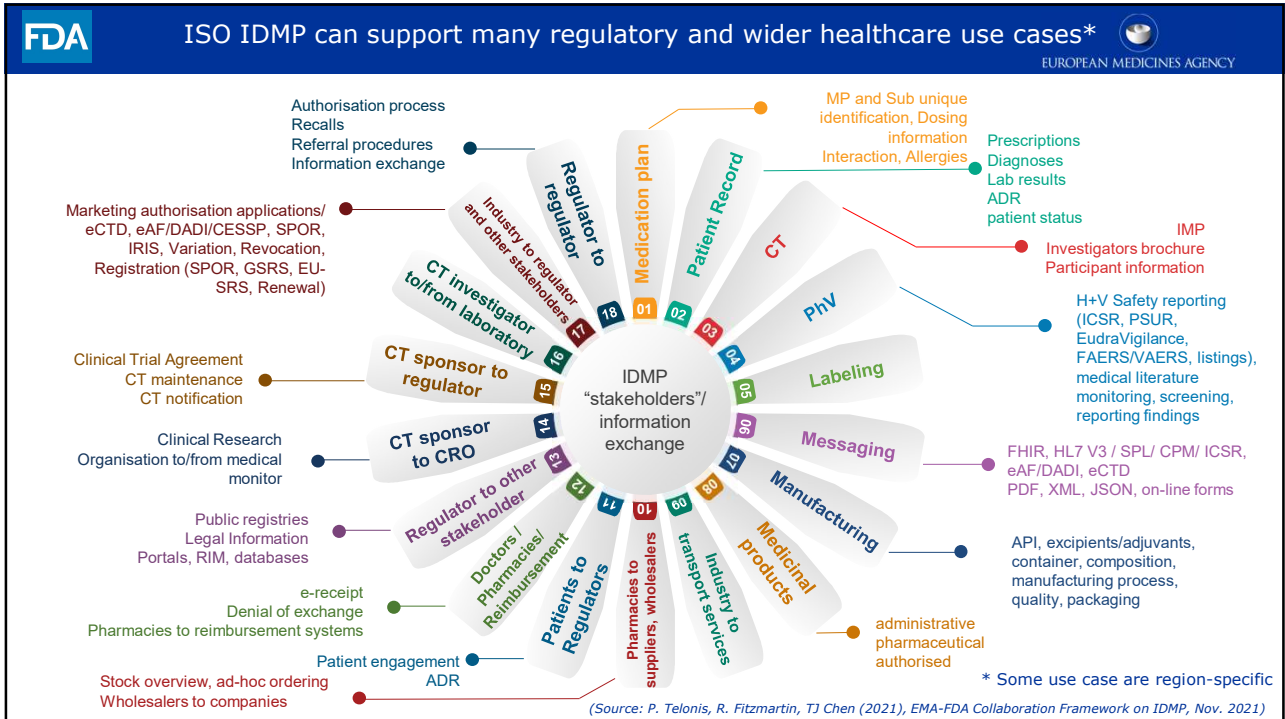 FDA
ISO IDMP can support many regulatory and wider healthcare use cases*
EUROPEAN MEDICINES AGENCY
Authorisation process
Recalls
Referral procedures
Information exchange
MP and Sub unique
identification, Dosing
information
Interaction, Allergies
Prescriptions
Diagnoses
Lab results
ADR
patient status
Marketing authorisation applications/
eCTD, eAF/DADI/CESSP, SPOR,
IRIS, Variation, Revocation,
Registration (SPOR, GSRS, EU-
SRS, Renewal)
IMP
Investigators brochure
Participant information
H+V Safety reporting
(ICSR, PSUR,
EudraVigilance,
FAERS/VAERS, listings),
medical literature
monitoring, screening,
reporting findings
Clinical Trial Agreement
CT maintenance
CT notification
Clinical Research
Organisation to/from medical
monitor
FHIR, HL7 V3 / SPL/ CPM/ ICSR,
eAF/DADI, eCTD
PDF, XML, JSON, on-line forms
Public registries
Legal Information
Portals, RIM, databases
API, excipients/adjuvants,
container, composition,
manufacturing process,
quality, packaging
e-receipt
Denial of exchange
Pharmacies to reimbursement systems
administrative
pharmaceutical
authorised
Patient engagement
ADR
Stock overview, ad-hoc ordering
Wholesalers to companies
IDMP
“stakeholders”/
information
exchange
Medication plan
01
Patient Record
02
CT
03
PhV
04
Labeling
05
Messaging
06
Manufacturing
07
Medicinal
products
08
Industry to
transport services
09
Pharmacies to
suppliers, wholesalers
10
Patients to
Regulators
11
Doctors /
Pharmacies/
Reimbursement
12
Regulator to other
stakeholder
13
CT sponsor
to CRO
14
CT sponsor to
regulator
15
CT investigator
to/from laboratory
16
Industry to regulator
and other stakeholders
17
Regulator to
regulator
18
* Some use case are region-specific
(Source: P. Telonis, R. Fitzmartin, TJ Chen (2021), EMA-FDA Collaboration Framework on IDMP, Nov. 2021)